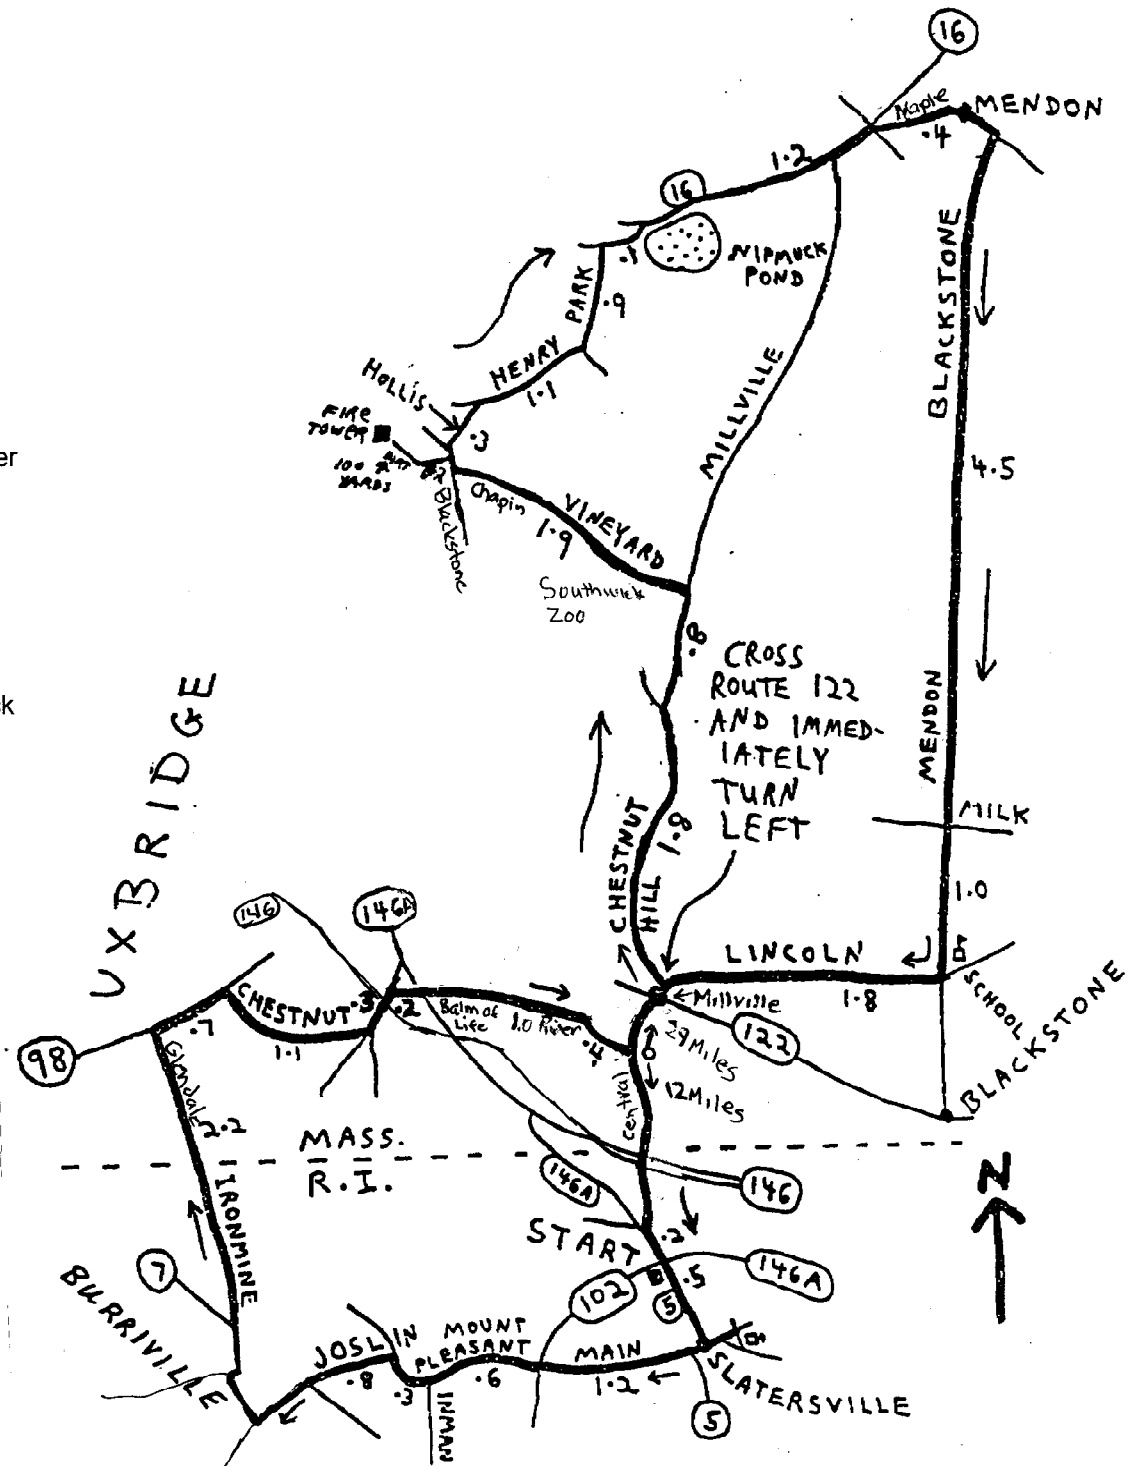 16
Maple
MENDON
.4
1.2
16
NIPMUCK
POND
.1
PARK
.9
BLACKSTONE
HENRY
1.1
HOLLIS
FIRE
TOWER
.3
100
YARDS
MILLVILLE
er
4.5
Chapin
VINEYARD
1.9
Blackstone
Southwick
Zoo
.8
CROSS
ROUTE 122
AND IMMED-
IATELY
TURN
LEFT
ck
UXBRIDGE
MENDON
MILK
CHESTNUT
HILL
1.8
1.0
146
146A
LINCOLN
1.8
SCHOOL
BLACKSTONE
CHESTNUT
.3
.2
Balm of
Life
1.0
River
.4
Millville
29 Miles
122
12 Miles
98
.7
1.1
Glendale
2.2
Central
MASS.
R.I.
146A
146
N
IRONMINE
START
.2
.5
146A
7
102
5
BURRIVILLE
JOSLIN
.8
.3
MOUNT
PLEASANT
.6
MAIN
1.2
SLATERSVILLE
INMAN
5